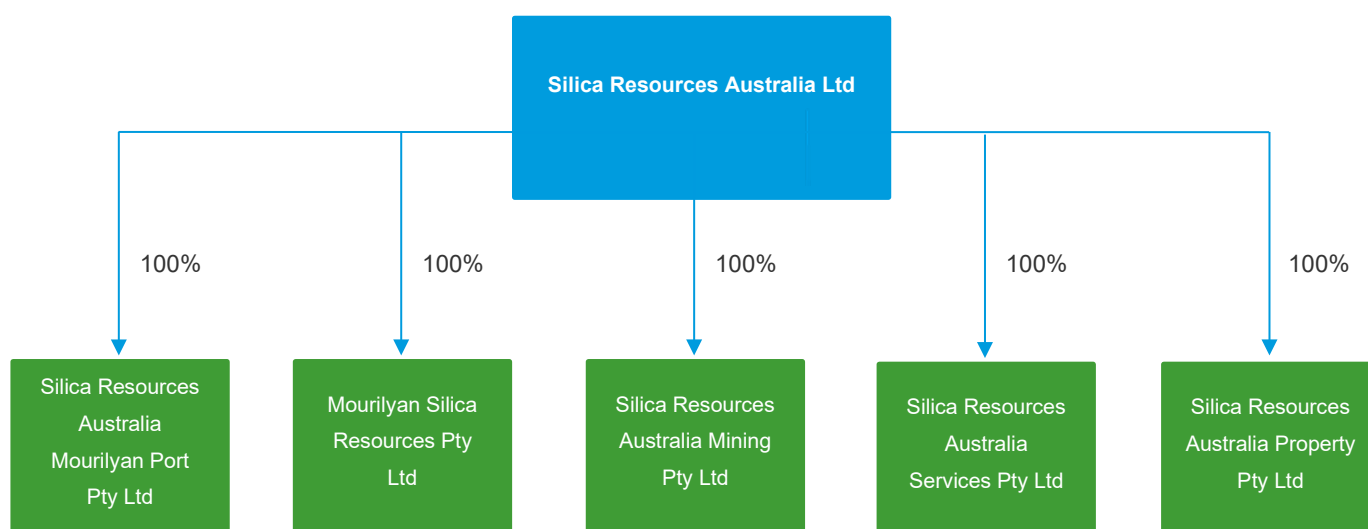 Silica Resources Australia Ltd
100%
100%
100%
100%
100%
Silica Resources
Australia
Mourilyan Port
Pty Ltd
Mourilyan Silica
Resources Pty
Ltd
Silica Resources
Australia Mining
Pty Ltd
Silica Resources
Australia
Services Pty Ltd
Silica Resources
Australia Property
Pty Ltd